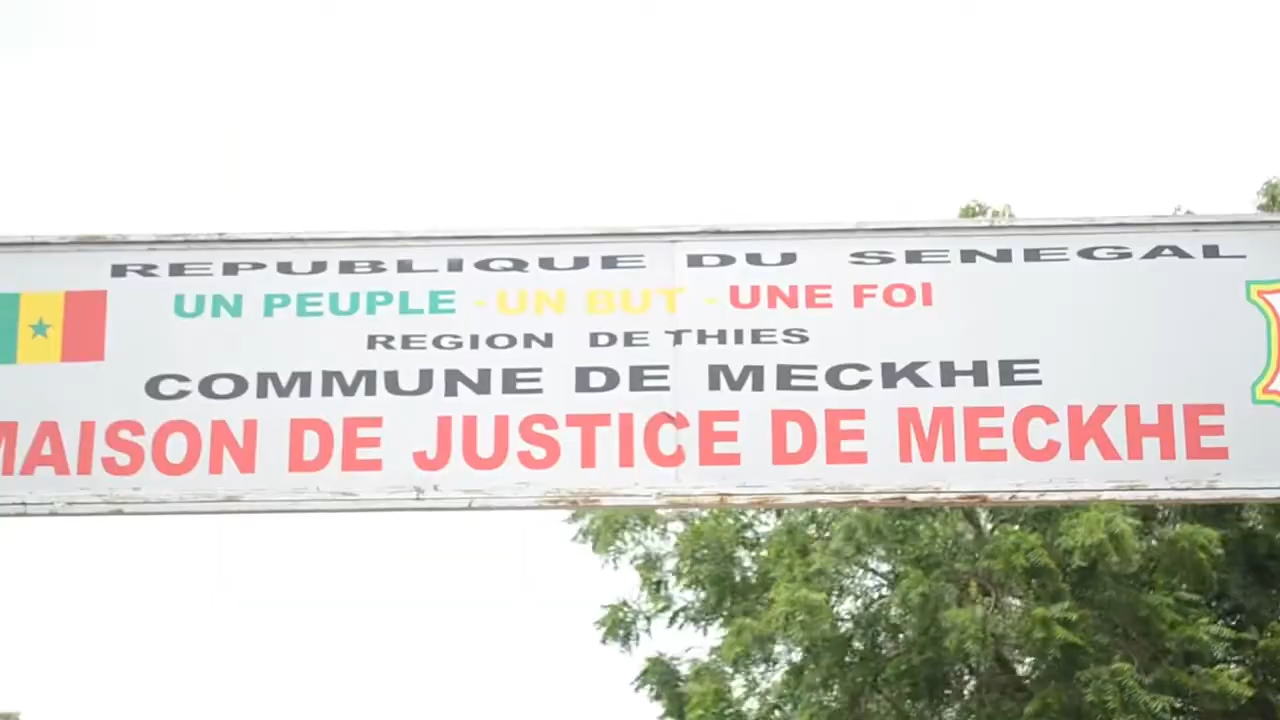 REPUBLIQUE DU SENEGAL
UN PEUPLE - UN BUT - UNE FOI
REGION DE THIES
COMMUNE DE MECKHE
MAISON DE JUSTICE DE MECKHE